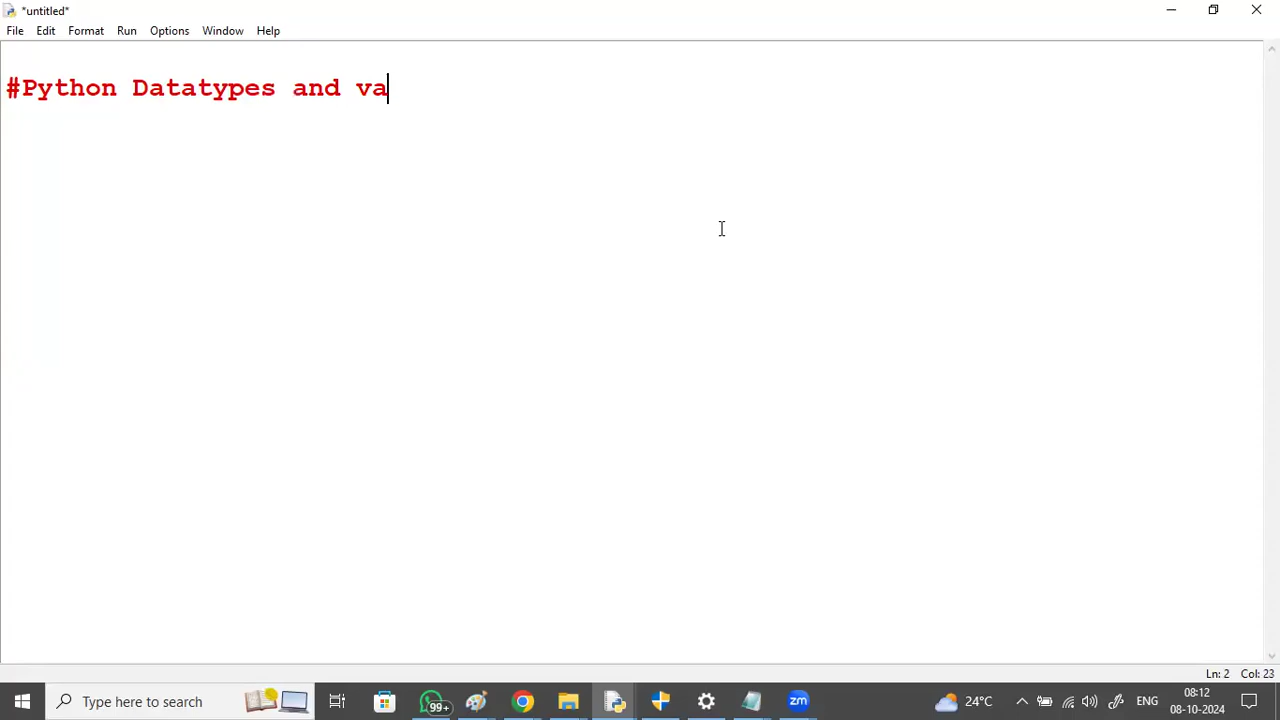 *untitled*
File Edit Format Run Options Window Help
#Python Datatypes and va
Ln: 2 Col: 23
Type here to search
99+
zm
24°C
ENG
08:12
08-10-2024